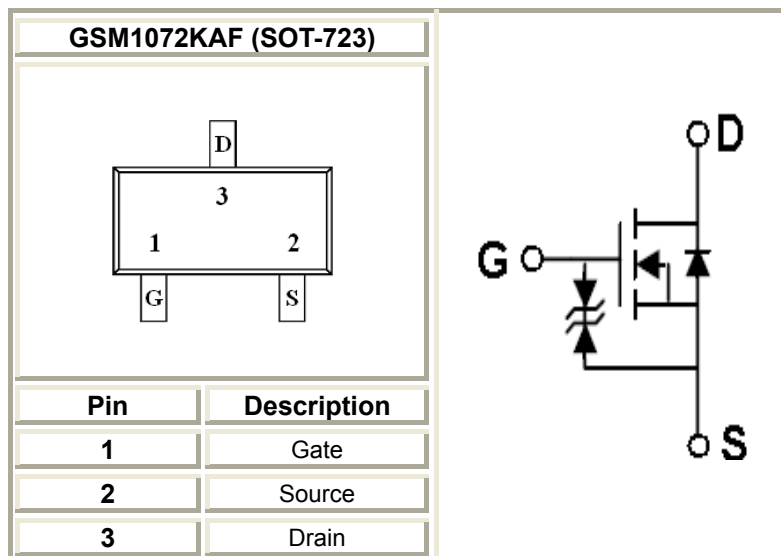 GSM1072KAF (SOT-723)
D
3
1 2
G S
Pin Description
1 Gate
2 Source
3 Drain
D
G
S